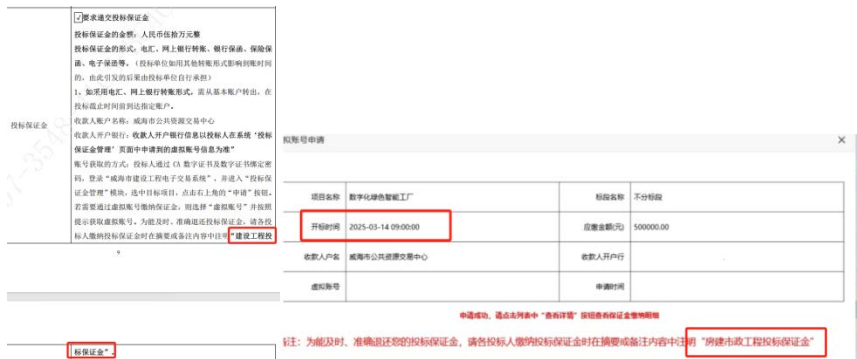 ☑要求递交投标保证金
投标保证金的金额：人民币伍拾万元整
投标保证金的形式：电汇、网上银行转账、银行保函、保险保
函、电子保函等。（投标单位如用其他转账形式影响到账时间
的，由此引发的后果由投标单位自行承担）
1、如采用电汇、网上银行转账形式，需从基本账户转出，在
投标截止时间前到达指定账户。
投标保证金
收款人账户名称：威海市公共资源交易中心
收款人开户银行：收款人开户银行信息以投标人在系统‘投标
保证金管理’页面中申请到的虚拟账号信息为准”
账号获取的方式：投标人通过 CA 数字证书及数字证书绑定密
码，登录“威海市建设工程电子交易系统”，并进入“投标保
证金管理”模块，选中目标项目，点击右上角的“申请”按钮。
若需要通过虚拟账号缴纳保证金，则选择“虚拟账号”并按照
提示获取虚拟账号。为能及时、准确退还投标保证金，请各投
标人缴纳投标保证金时在摘要或备注内容中注明“建设工程投
9
标保证金”。
拟账号申请
项目名称 数字化绿色智能工厂 标段名称 不分标段
开标时间 2025-03-14 09:00:00 应缴金额(元) 500000.00
收款人户名 威海市公共资源交易中心 收款人开户行
虚拟账号 申请时间
申请成功，请点击列表中“查看详情”按钮查看保证金缴纳明细
备注：为能及时、准确退还您的投标保证金，请各投标人缴纳投标保证金时在摘要或备注内容中注明“房建市政工程投标保证金”